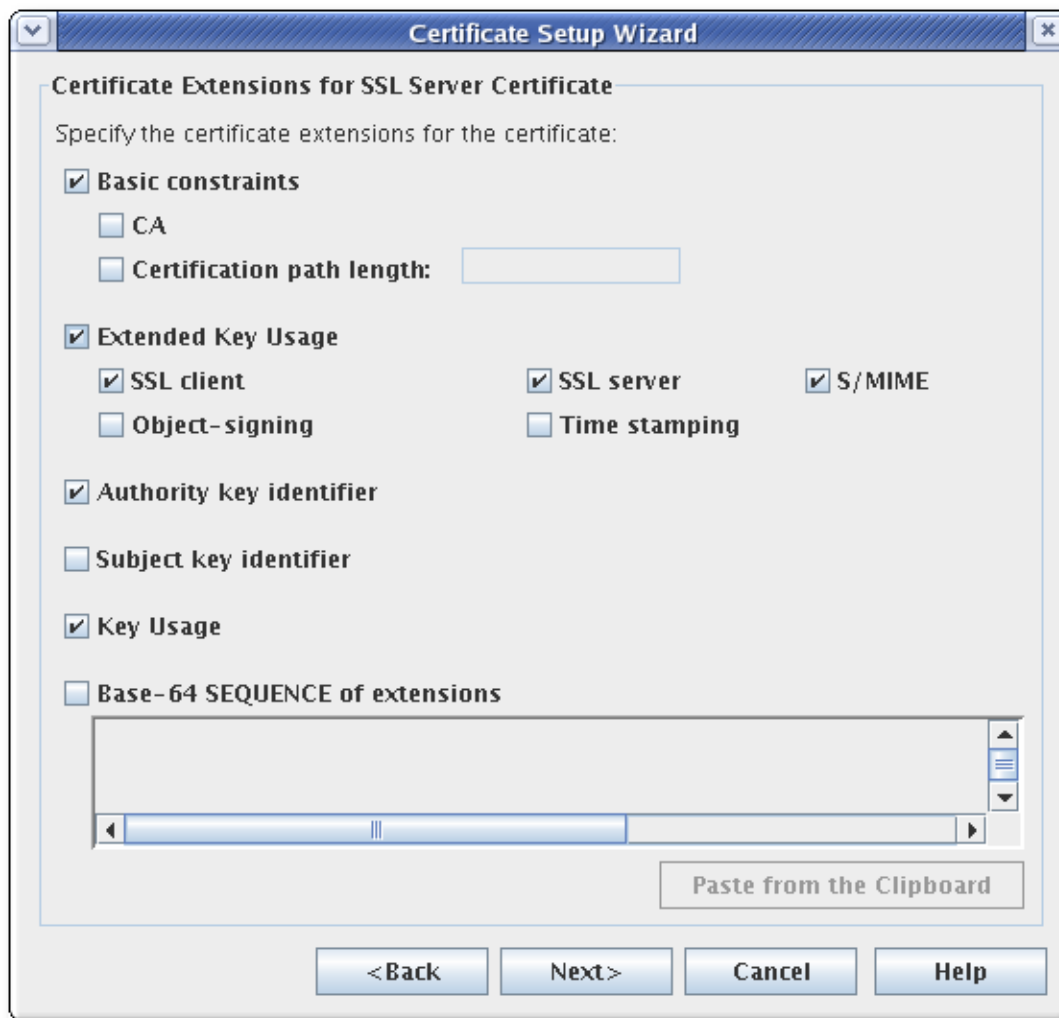 Certificate Setup Wizard
Certificate Extensions for SSL Server Certificate
Specify the certificate extensions for the certificate:
Basic constraints
CA
Certification path length:
Extended Key Usage
SSL client SSL server S/MIME
Object-signing Time stamping
Authority key identifier
Subject key identifier
Key Usage
Base-64 SEQUENCE of extensions
Paste from the Clipboard
<Back Next> Cancel Help